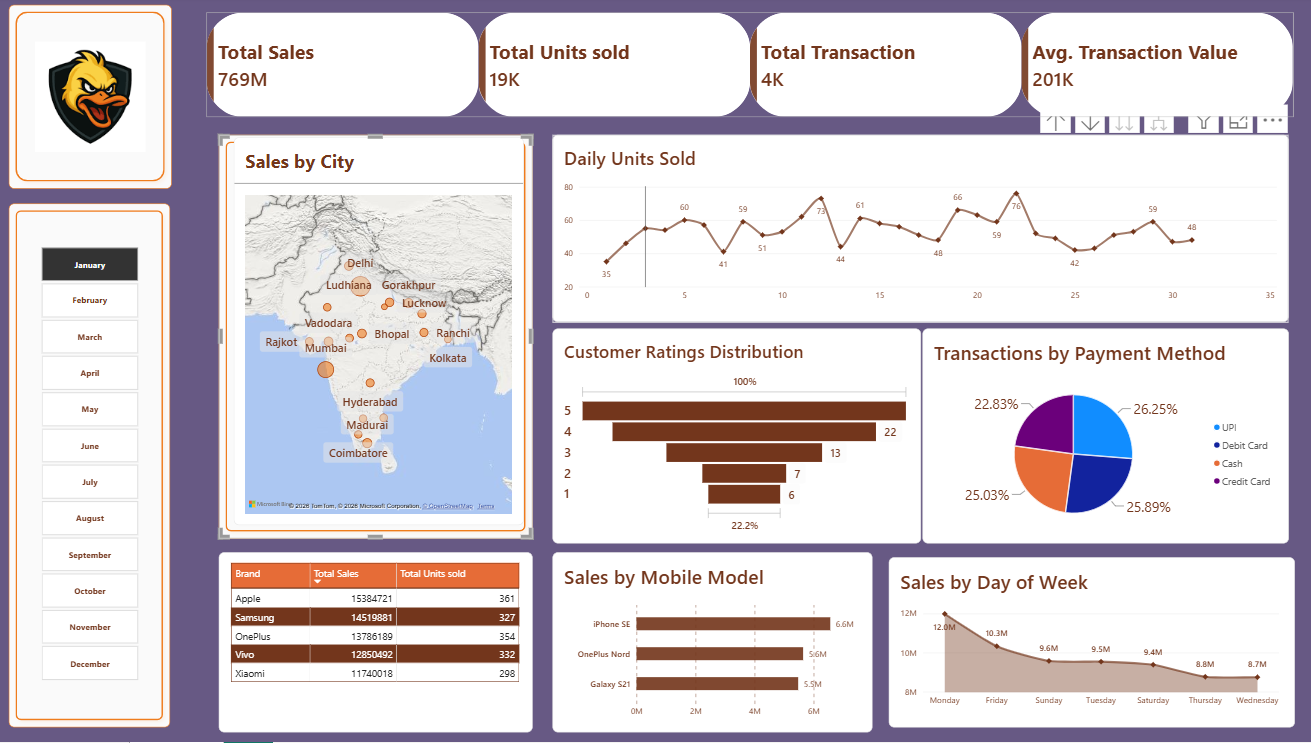 Total Sales
769M
Total Units sold
19K
Total Transaction
4K
Avg. Transaction Value
201K
January
February
March
April
May
June
July
August
September
October
November
December
Sales by City
Delhi
Ludhiana Gorakhpur
Lucknow
Vadodara
Bhopal Ranchi
Rajkot Mumbai
Kolkata
Hyderabad
Madurai
Coimbatore
© 2026 TomTom, © 2026 Microsoft Corporation, © OpenStreetMap Terms
Daily Units Sold
80
60
40
20
35
60
41
59
51
73
44
61
48
66
59
76
42
59
48
0 5 10 15 20 25 30 35
Customer Ratings Distribution
100%
5
4 22
3 13
2 7
1 6
22.2%
Transactions by Payment Method
22.83%
26.25%
25.03%
25.89%
UPI
Debit Card
Cash
Credit Card
Brand Total Sales Total Units sold
Apple 15384721 361
Samsung 14519881 327
OnePlus 13786189 354
Vivo 12850492 332
Xiaomi 11740018 298
Sales by Mobile Model
iPhone SE 6.6M
OnePlus Nord 5.6M
Galaxy S21 5.5M
0M 2M 4M 6M
Sales by Day of Week
12M
10M
8M
12.0M
10.3M
9.6M
9.5M
9.4M
8.8M
8.7M
Monday Friday Sunday Tuesday Saturday Thursday Wednesday